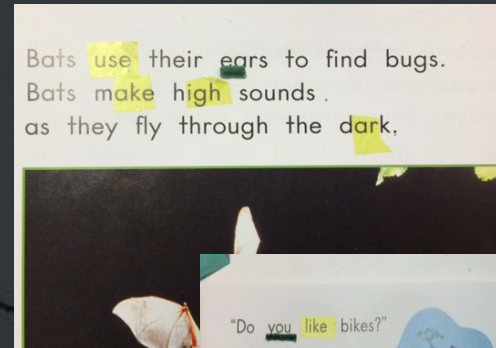 Bats use their ears to find bugs.
Bats make high sounds .
as they fly through the dark.
"Do you like bikes?"